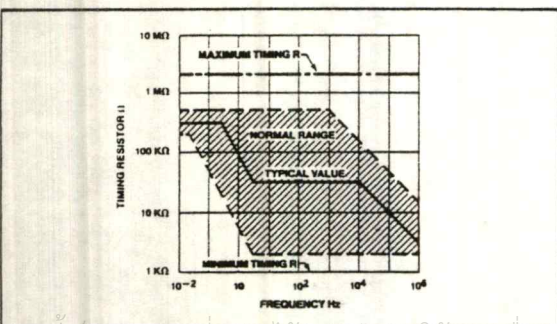 10 MΩ
MAXIMUM TIMING R
1 MΩ
NORMAL RANGE
100 KΩ
TYPICAL VALUE
10 KΩ
MINIMUM TIMING R
1 KΩ
10⁻² 10 10² 10⁴ 10⁶
FREQUENCY Hz
TIMING RESISTOR Ω